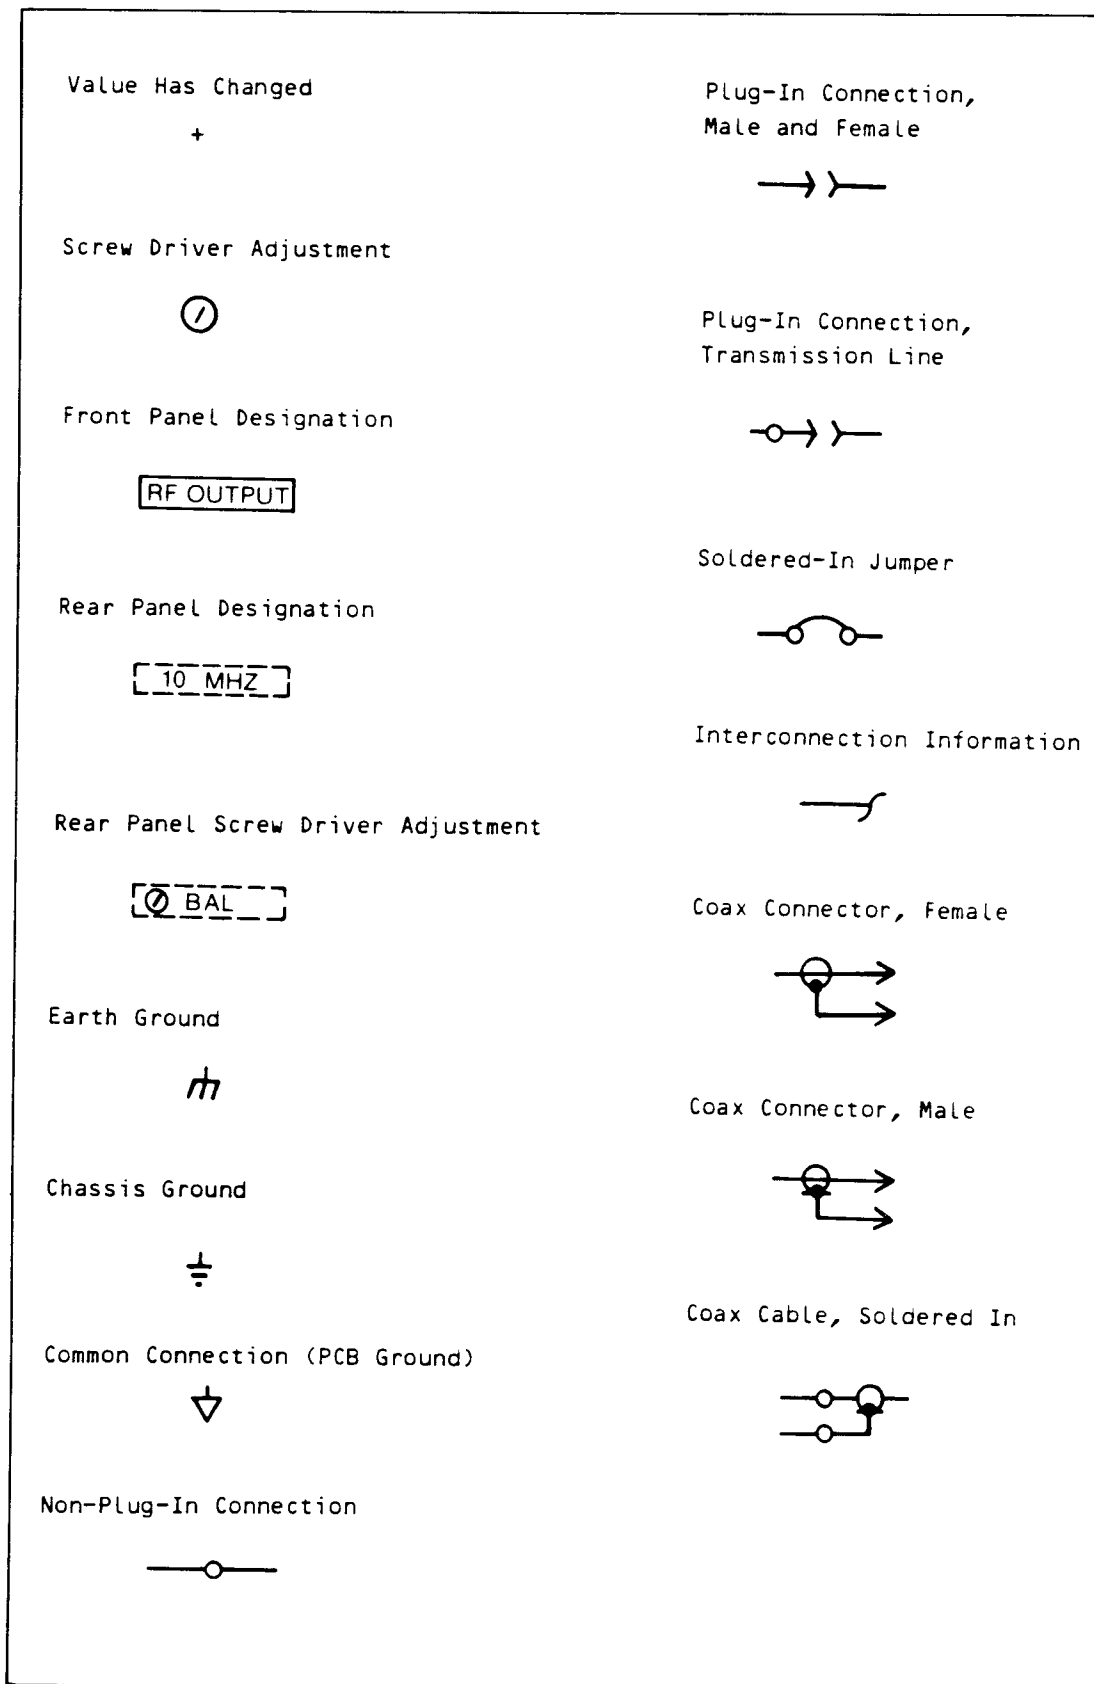 Value Has Changed
+
Screw Driver Adjustment
Front Panel Designation
RF OUTPUT
Rear Panel Designation
10 MHZ
Rear Panel Screw Driver Adjustment
BAL
Earth Ground
Chassis Ground
Common Connection (PCB Ground)
Non-Plug-In Connection
Plug-In Connection,
Male and Female
Plug-In Connection,
Transmission Line
Soldered-In Jumper
Interconnection Information
Coax Connector, Female
Coax Connector, Male
Coax Cable, Soldered In